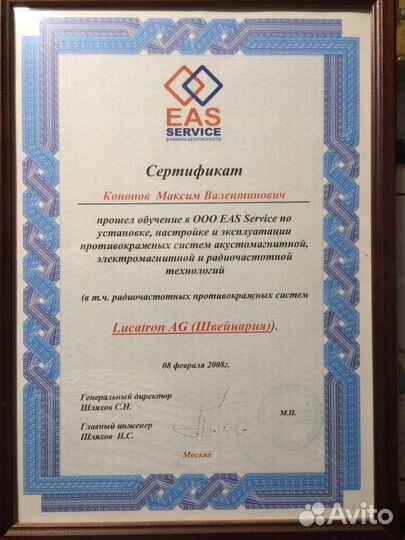 EAS
SERVICE
В РАМКАХ БЕЗОПАСНОСТИ
Сертификат
Кононов Максим Валентинович
прошел обучение в ООО EAS Service по
установке, настройке и эксплуатации
противокражных систем акустомагнитной,
электромагнитной и радиочастотной
технологий
(в т.ч. радиочастотных противокражных систем
Lucatron AG (Швейцария)).
08 февраля 2008г.
Генеральный директор
Шляхов С.Н.
М.П.
Главный инженер
Шляхов Н.С.
Москва
Avito